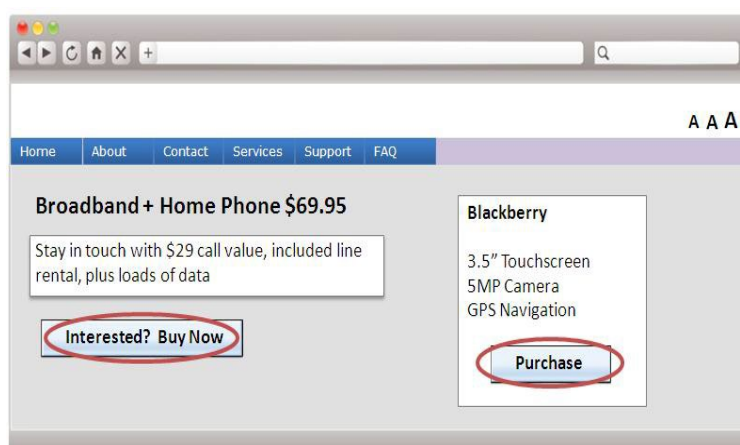 A A A
Home About Contact Services Support FAQ
Broadband + Home Phone $69.95
Stay in touch with $29 call value, included line
rental, plus loads of data
Interested? Buy Now
Blackberry
3.5” Touchscreen
5MP Camera
GPS Navigation
Purchase